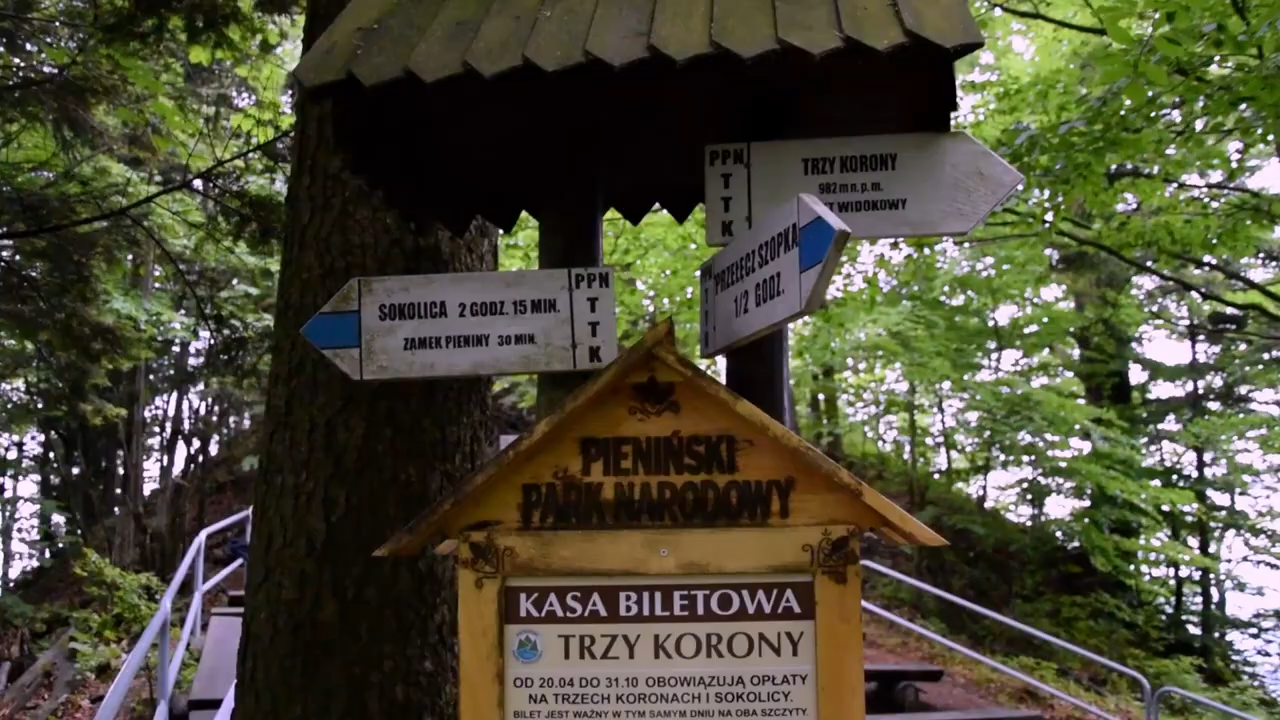 PPN
TTK
TRZY KORONY
982 m n. p. m.
WIDOKOWY
PRZEŁĘCZ SZOPKA
1/2 GODZ.
SOKOLICA 2 GODZ. 15 MIN.
ZAMEK PIENINY 30 MIN.
PPN
TTK
PIENIŃSKI
PARK NARODOWY
KASA BILETOWA
TRZY KORONY
OD 20.04 DO 31.10 OBOWIĄZUJĄ OPŁATY
NA TRZECH KORONACH I SOKOLICY.
BILET JEST WAŻNY W TYM SAMYM DNIU NA OBA SZCZYTY.